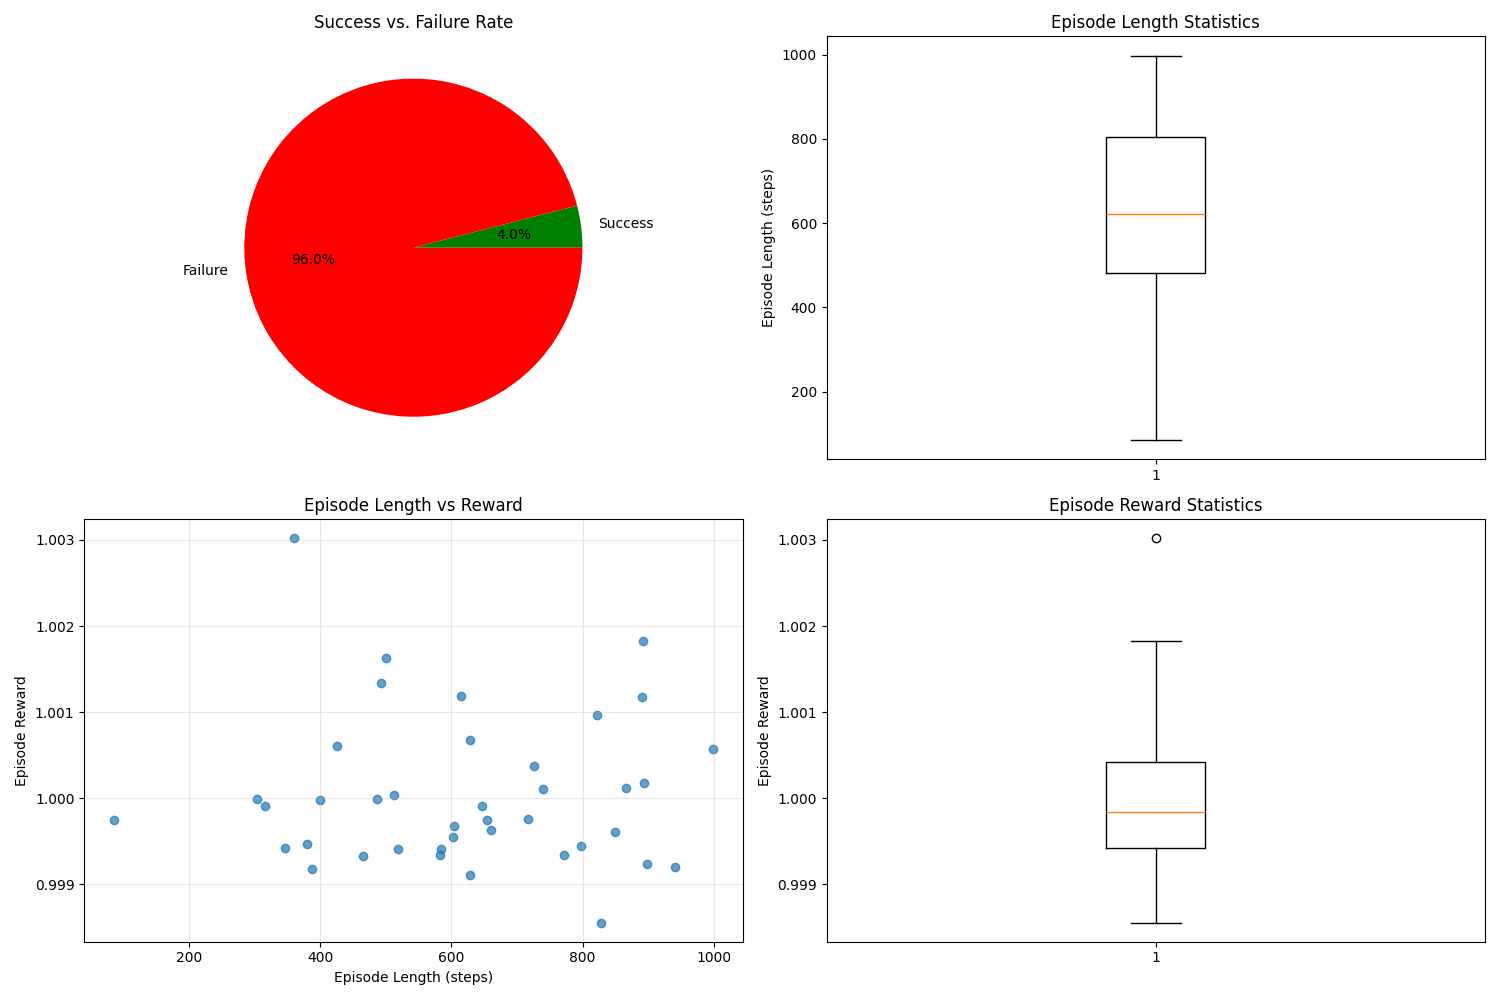 Success vs. Failure Rate
Success
4.0%
96.0%
Failure
Episode Length Statistics
1000
800
600
400
200
Episode Length (steps)
1
Episode Length vs Reward
1.003
1.002
1.001
1.000
0.999
Episode Reward
200 400 600 800 1000
Episode Length (steps)
Episode Reward Statistics
1.003
1.002
1.001
1.000
0.999
Episode Reward
1